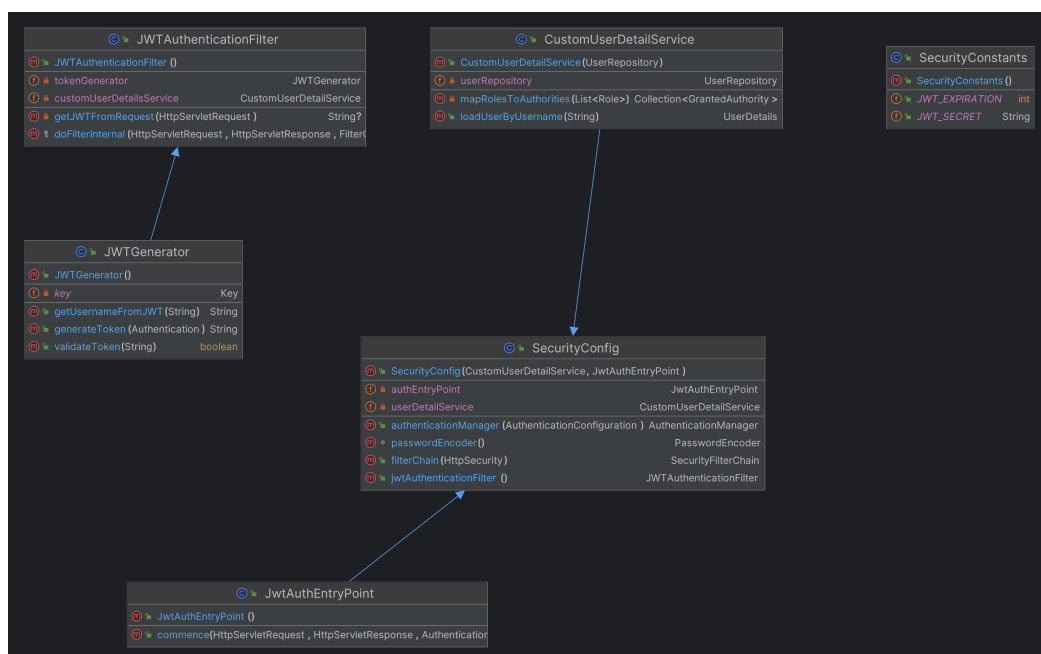 JWTAuthenticationFilter
JWTAuthenticationFilter ()
tokenGenerator JWTGenerator
customUserDetailsService CustomUserDetailService
getJWTFromRequest(HttpServletRequest ) String?
doFilterInternal (HttpServletRequest , HttpServletResponse , Filter(
CustomUserDetailService
CustomUserDetailService(UserRepository)
userRepository UserRepository
mapRolesToAuthorities(List<Role>) Collection<GrantedAuthority >
loadUserByUsername(String) UserDetails
SecurityConstants
SecurityConstants()
JWT_EXPIRATION int
JWT_SECRET String
JWTGenerator
JWTGenerator()
key Key
getUsernameFromJWT(String) String
generateToken(Authentication ) String
validateToken(String) boolean
SecurityConfig
SecurityConfig(CustomUserDetailService, JwtAuthEntryPoint )
authEntryPoint JwtAuthEntryPoint
userDetailService CustomUserDetailService
authenticationManager (AuthenticationConfiguration ) AuthenticationManager
passwordEncoder() PasswordEncoder
filterChain(HttpSecurity) SecurityFilterChain
jwtAuthenticationFilter () JWTAuthenticationFilter
JwtAuthEntryPoint
JwtAuthEntryPoint ()
commence(HttpServletRequest , HttpServletResponse , Authentication